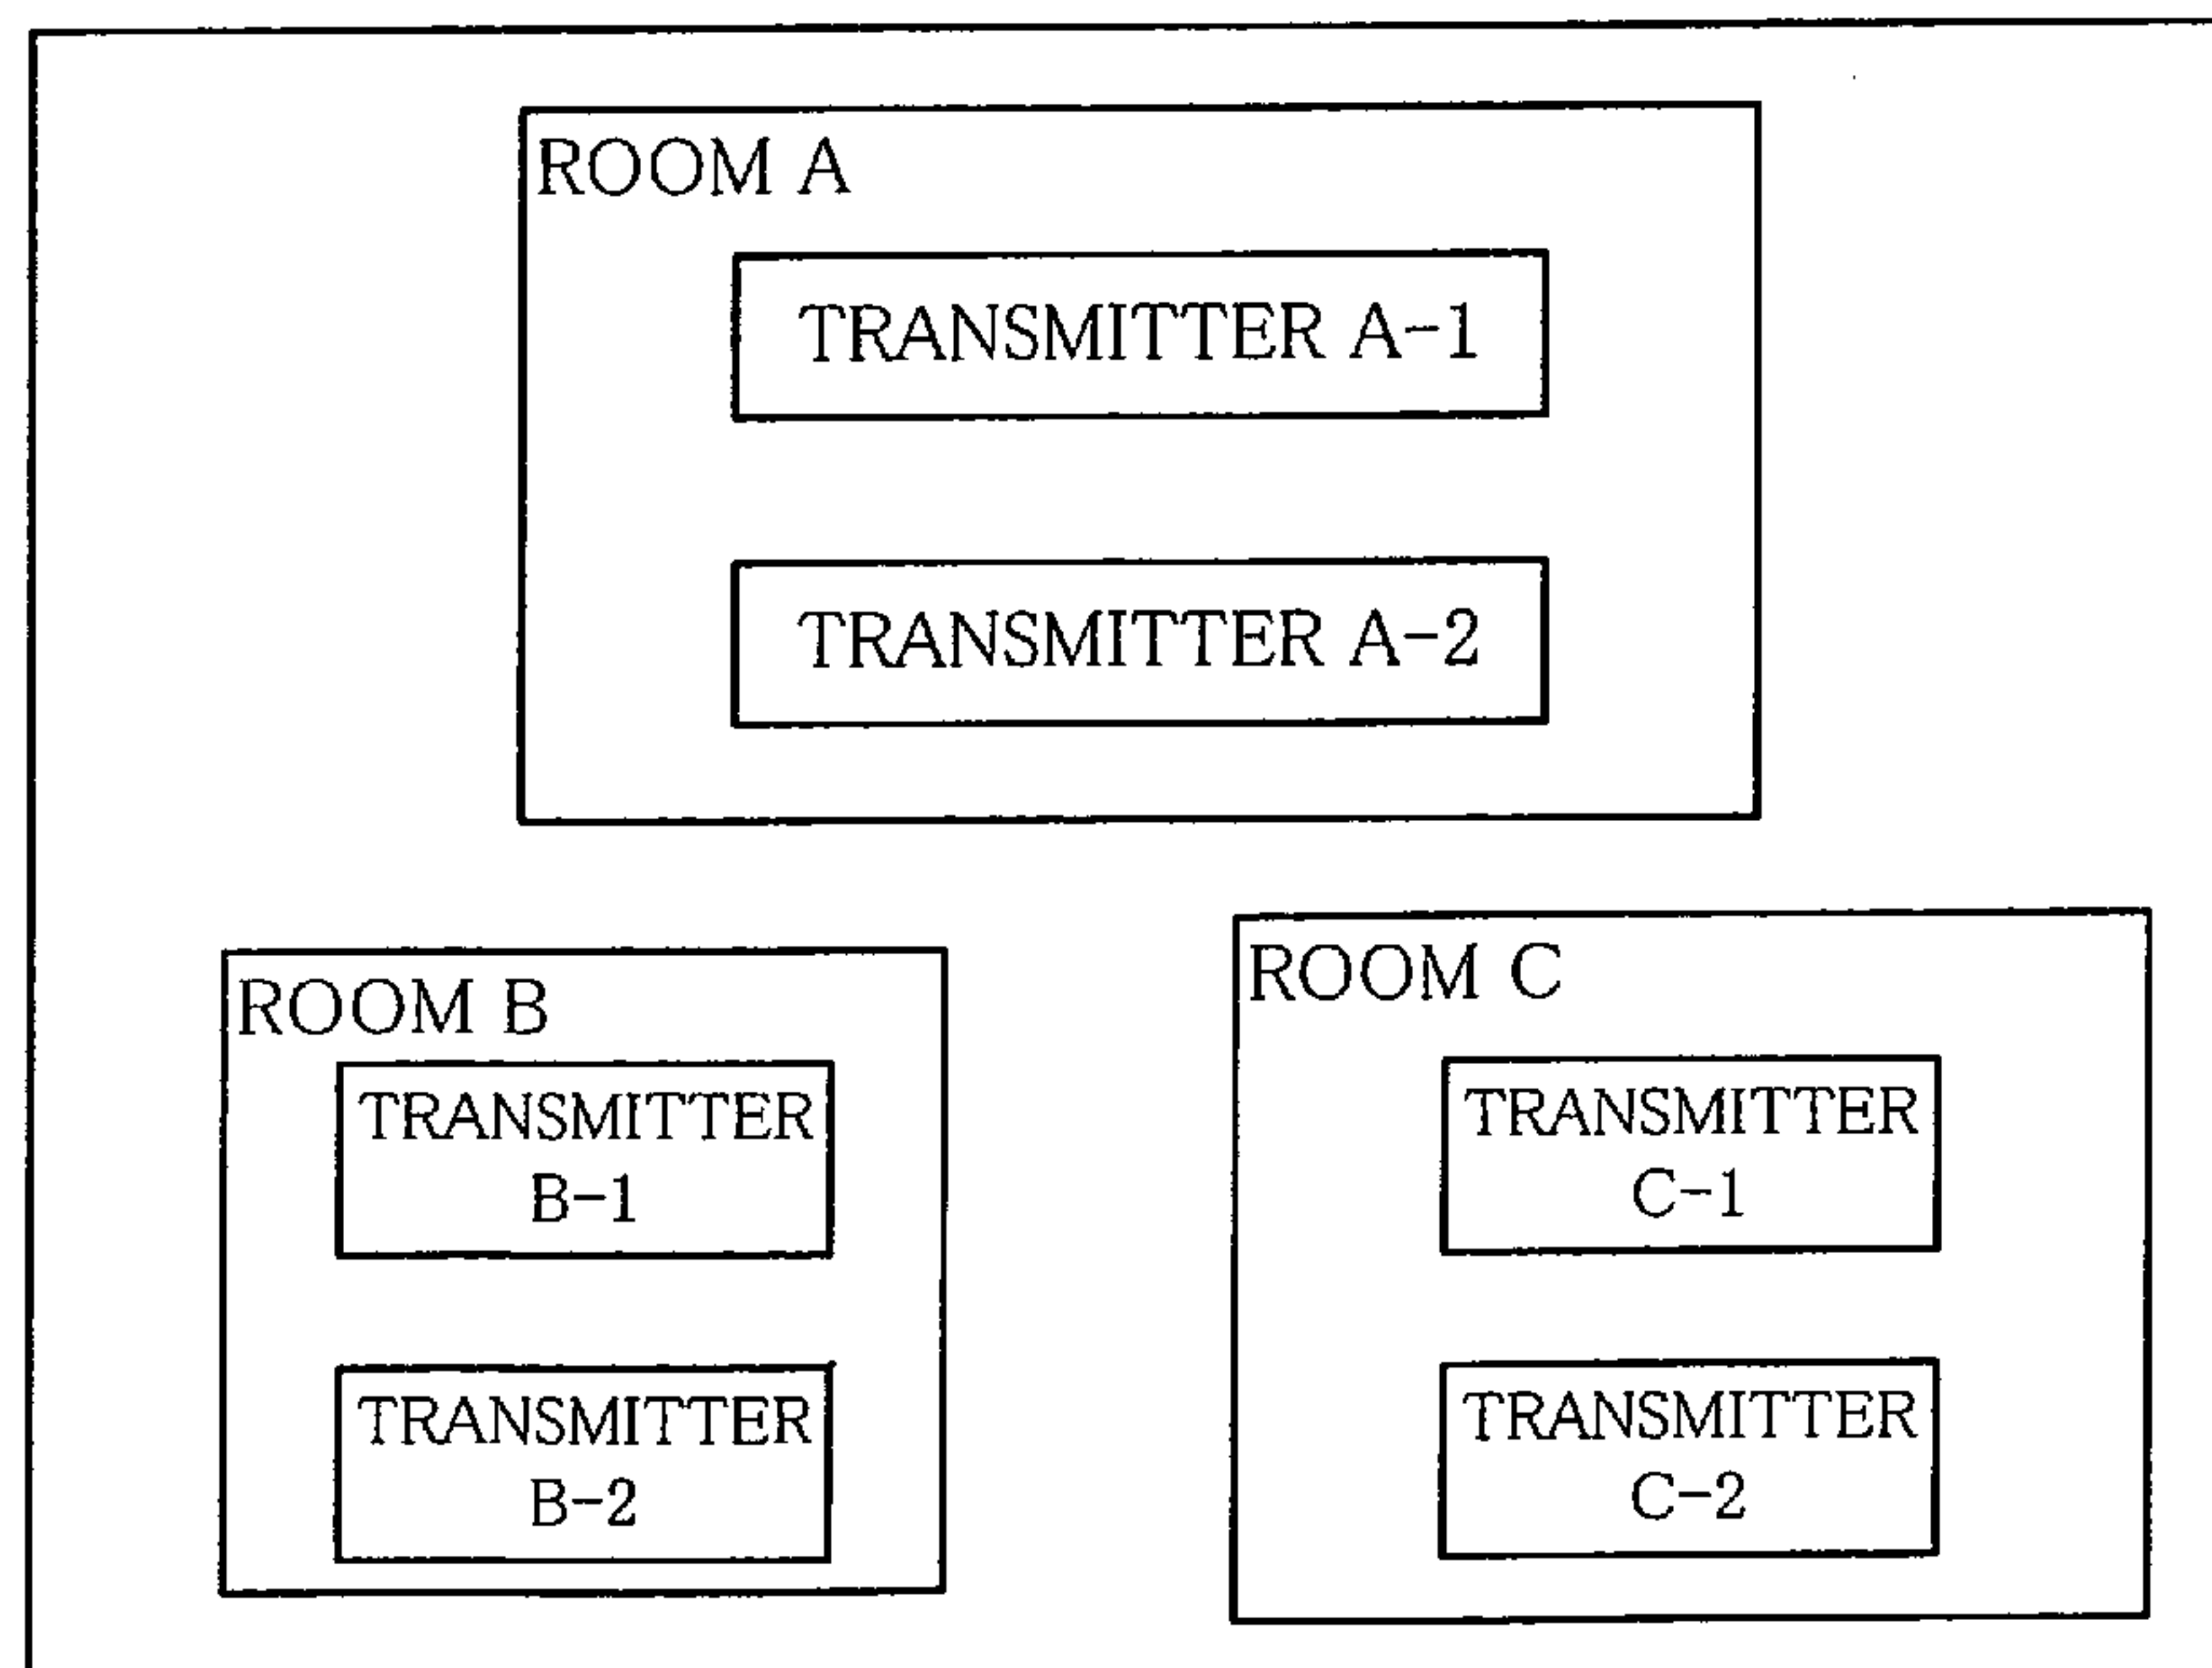 ROOM A
TRANSMITTER A-1
TRANSMITTER A-2
ROOM B
TRANSMITTER
B-1
TRANSMITTER
B-2
ROOM C
TRANSMITTER
C-1
TRANSMITTER
C-2